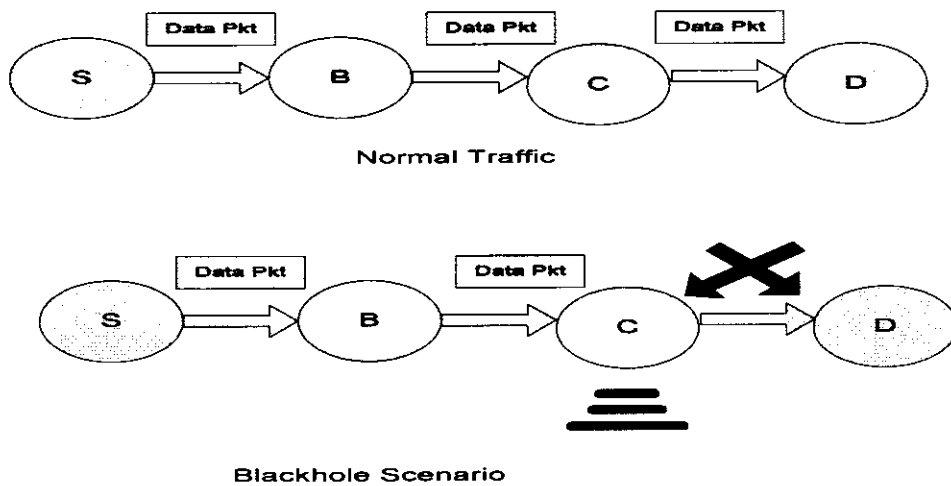 Data Pkt Data Pkt Data Pkt
S B C D
Normal Traffic
Data Pkt Data Pkt
S B C D
Blackhole Scenario